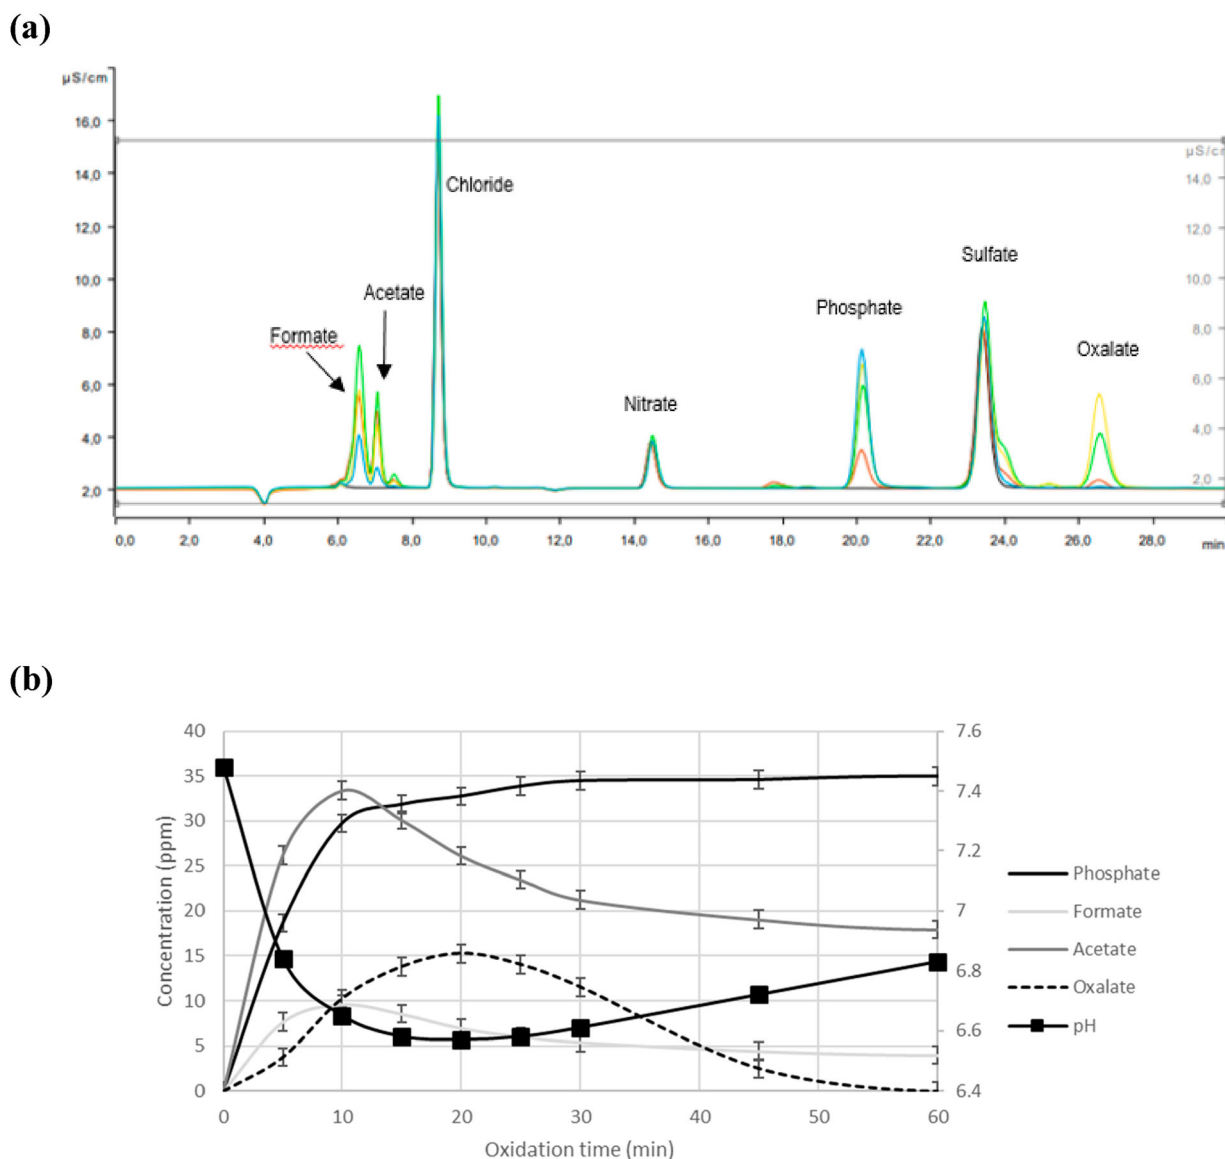 (a)
µS/cm
16,0
14,0
12,0
10,0
8,0
6,0
4,0
2,0
Chloride
Acetate
Formate
Nitrate
Phosphate
Sulfate
Oxalate
14,0
12,0
10,0
8,0
6,0
4,0
2,0
0,0 2,0 4,0 6,0 8,0 10,0 12,0 14,0 16,0 18,0 20,0 22,0 24,0 26,0 28,0 min
(b)
Concentration (ppm)
40
35
30
25
20
15
10
5
0
7.6
7.4
7.2
7
6.8
6.6
6.4
0 10 20 30 40 50 60
Oxidation time (min)
Phosphate
Formate
Acetate
Oxalate
pH